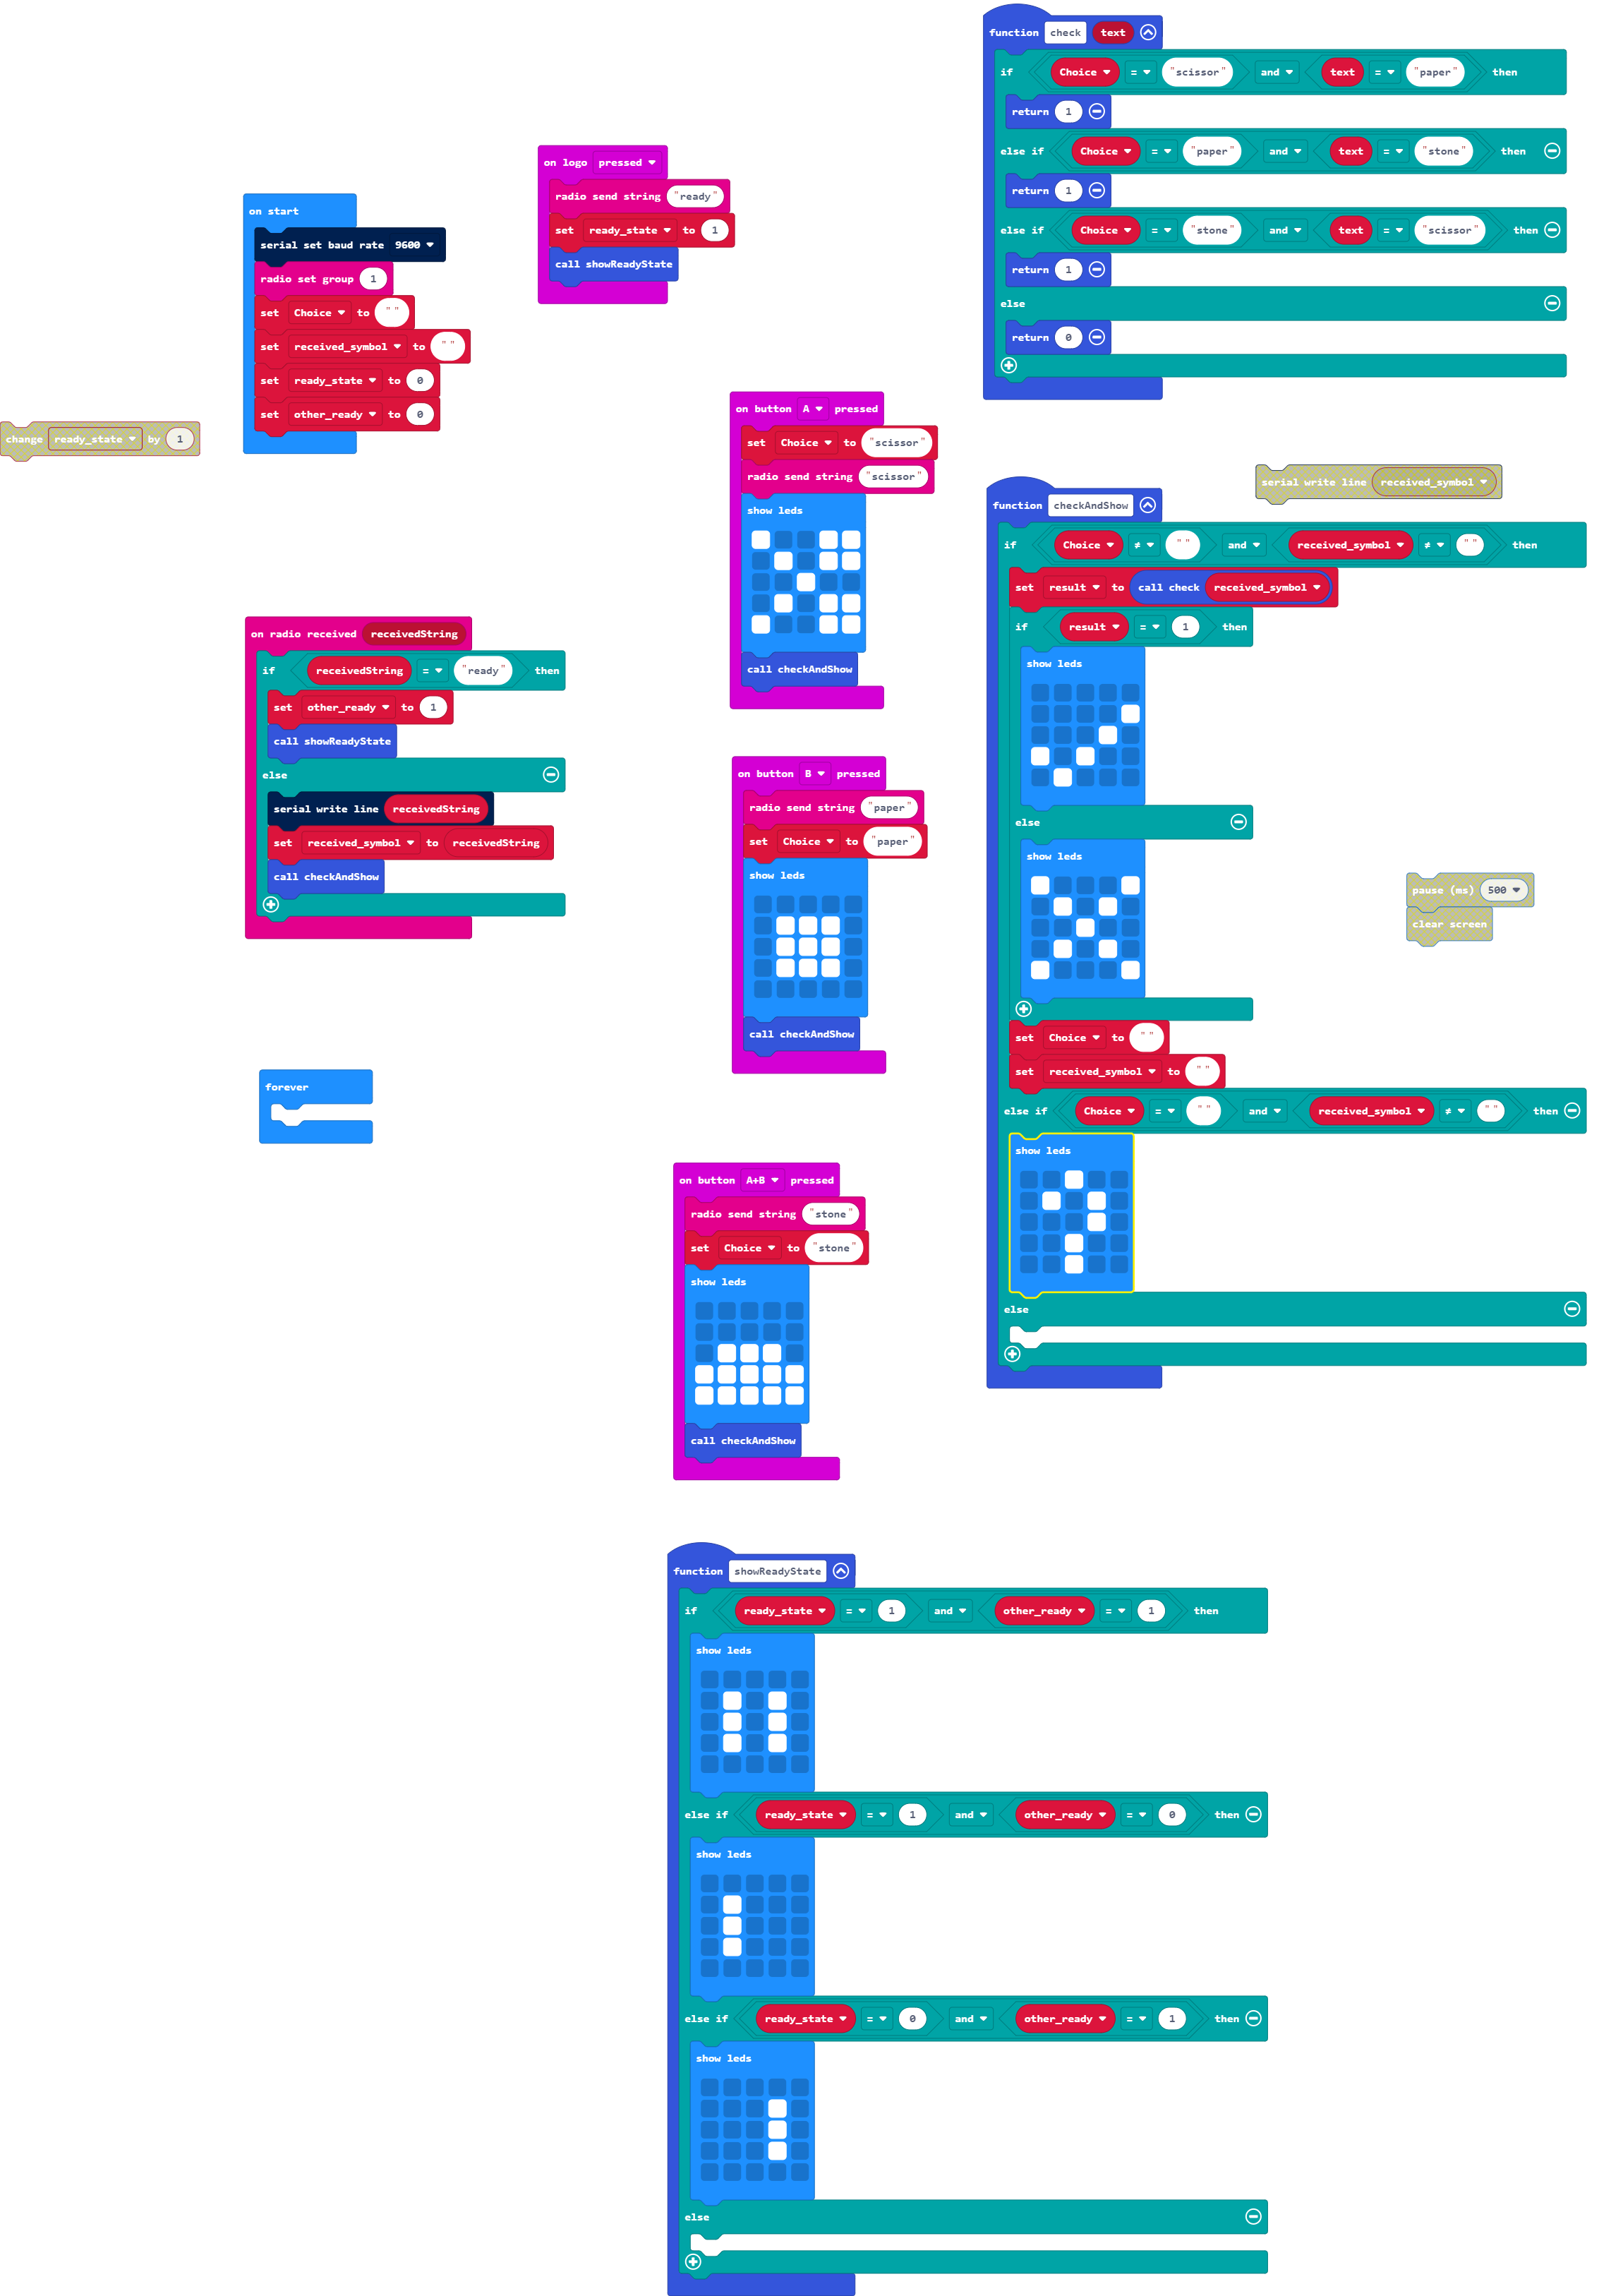 function check text
if Choice = "scissor" and text = "paper" then
return 1
else if Choice = "paper" and text = "stone" then
return 1
else if Choice = "stone" and text = "scissor" then
return 1
else
return 0
on logo pressed
radio send string "ready"
set ready_state to 1
call showReadyState
on start
serial set baud rate 9600
radio set group 1
set Choice to ""
set received_symbol to ""
set ready_state to 0
set other_ready to 0
change ready_state by 1
on button A pressed
set Choice to "scissor"
radio send string "scissor"
show leds
call checkAndShow
serial write line received_symbol
function checkAndShow
if Choice ≠ "" and received_symbol ≠ "" then
set result to call check received_symbol
if result = 1 then
show leds
else
show leds
set Choice to ""
set received_symbol to ""
else if Choice = "" and received_symbol ≠ "" then
show leds
else
on radio received receivedString
if receivedString = "ready" then
set other_ready to 1
call showReadyState
else
serial write line receivedString
set received_symbol to receivedString
call checkAndShow
on button B pressed
radio send string "paper"
set Choice to "paper"
show leds
call checkAndShow
pause (ms) 500
clear screen
forever
on button A+B pressed
radio send string "stone"
set Choice to "stone"
show leds
call checkAndShow
function showReadyState
if ready_state = 1 and other_ready = 1 then
show leds
else if ready_state = 1 and other_ready = 0 then
show leds
else if ready_state = 0 and other_ready = 1 then
show leds
else